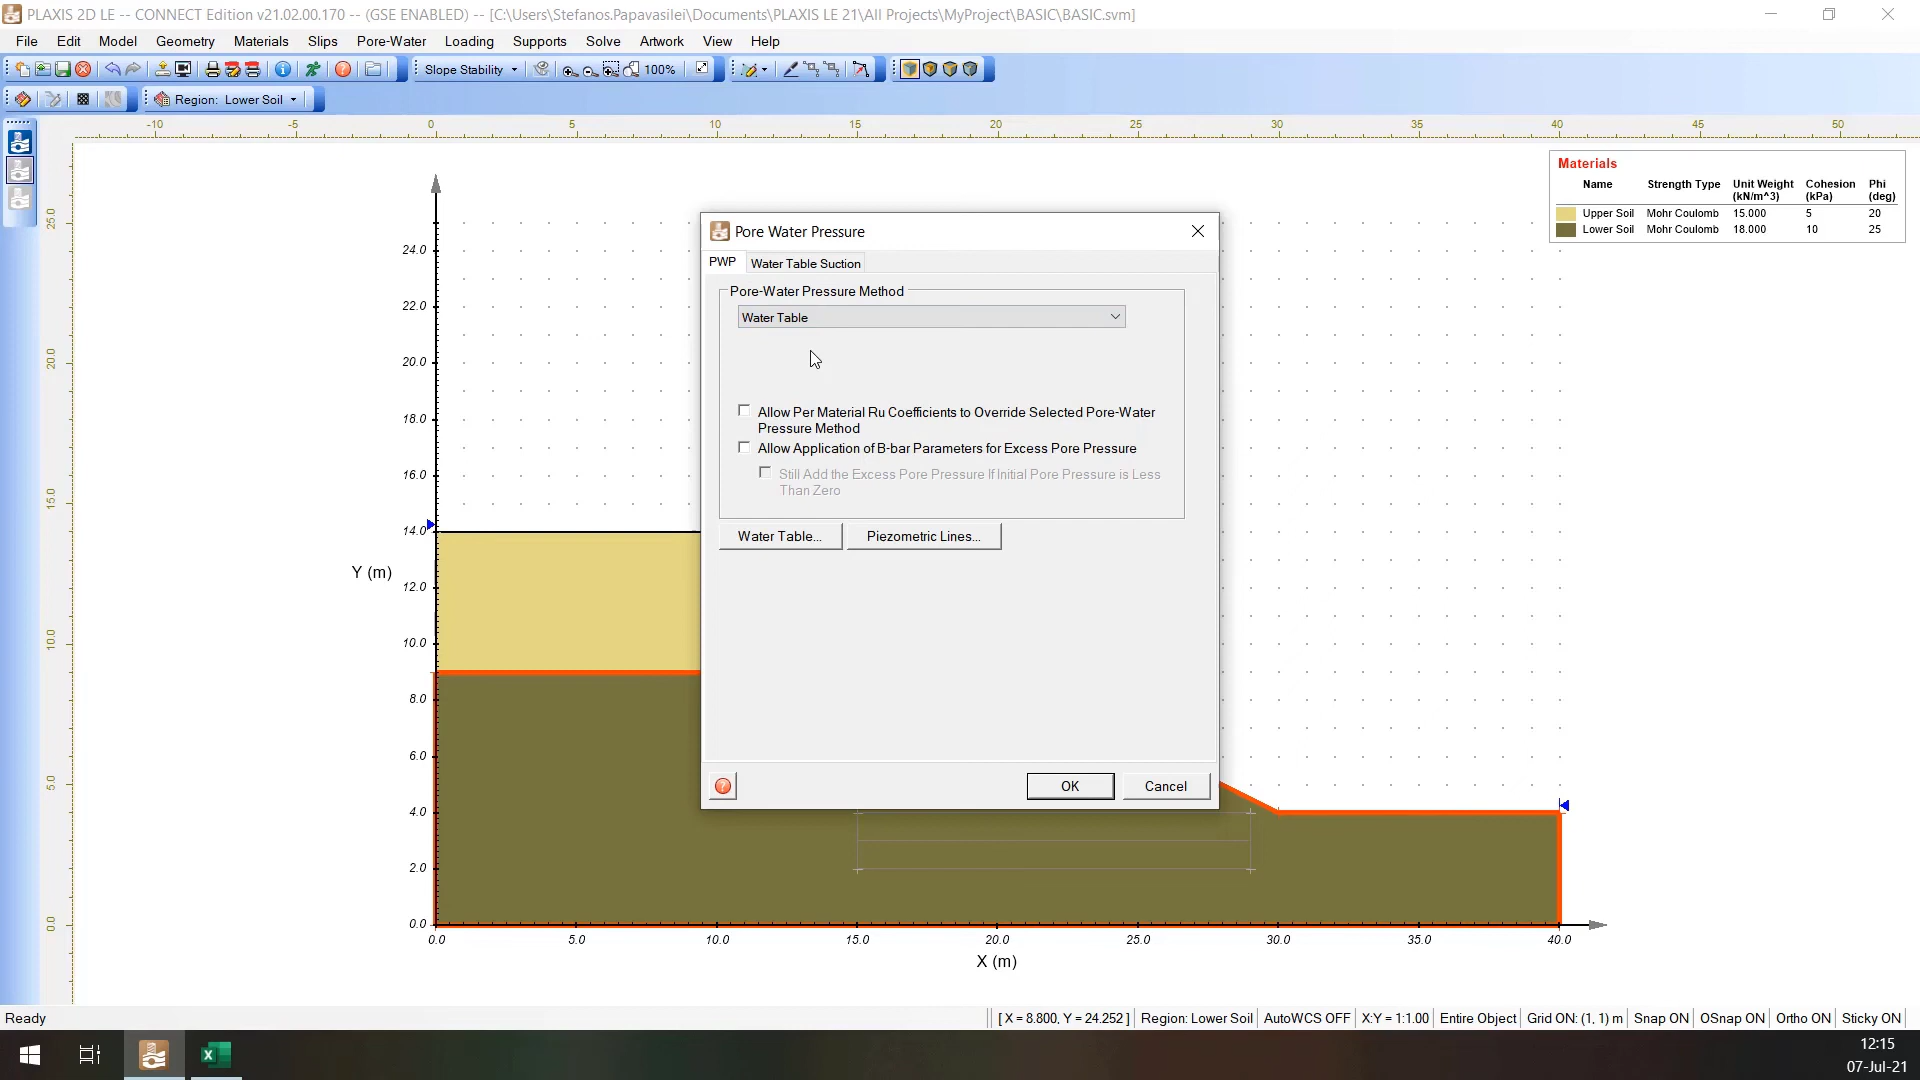 PLAXIS 2D LE -- CONNECT Edition v21.02.00.170 -- (GSE ENABLED) -- [C:\Users\Stefanos.Papavasilei\Documents\PLAXIS LE 21\All Projects\MyProject\BASIC\BASIC.svm]
File Edit Model Geometry Materials Slips Pore-Water Loading Supports Solve Artwork View Help
Slope Stability 100%
Region: Lower Soil
-10 -5 0 5 10 15 20 25 30 35 40 45 50
25.0
20.0
15.0
10.0
5.0
0.0
Materials
Name Strength Type Unit Weight (kN/m^3) Cohesion (kPa) Phi (deg)
Upper Soil Mohr Coulomb 15.000 5 20
Lower Soil Mohr Coulomb 18.000 10 25
24.0
22.0
20.0
18.0
16.0
14.0
12.0
10.0
8.0
6.0
4.0
2.0
0.0
Y (m)
Pore Water Pressure
PWP Water Table Suction
Pore-Water Pressure Method
Water Table
Allow Per Material Ru Coefficients to Override Selected Pore-Water
Pressure Method
Allow Application of B-bar Parameters for Excess Pore Pressure
Still Add the Excess Pore Pressure If Initial Pore Pressure is Less
Than Zero
Water Table... Piezometric Lines...
OK Cancel
0.0 5.0 10.0 15.0 20.0 25.0 30.0 35.0 40.0
X (m)
Ready [ X = 8.800, Y = 24.252 ] Region: Lower Soil AutoWCS OFF X:Y = 1:1.00 Entire Object Grid ON: (1, 1) m Snap ON OSnap ON Ortho ON Sticky ON
12:15
07-Jul-21